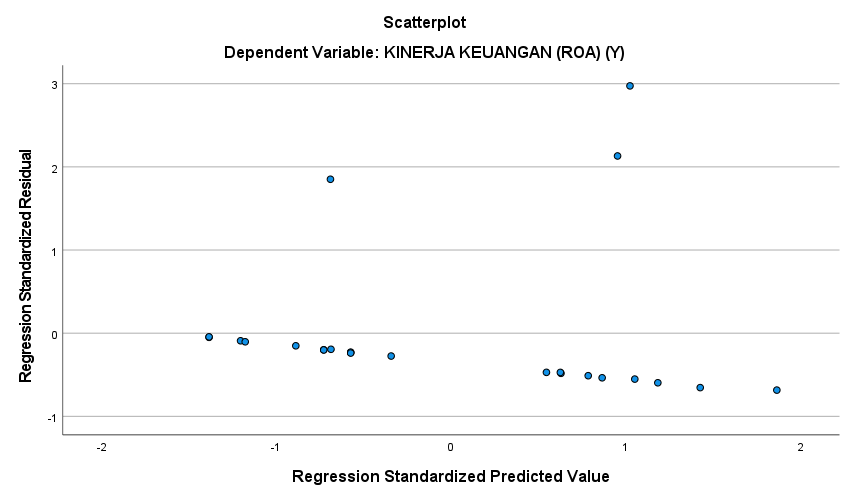 Scatterplot
Dependent Variable: KINERJA KEUANGAN (ROA) (Y)
Regression Standardized Residual
3
2
1
0
-1
-2
-1
0
1
2
Regression Standardized Predicted Value